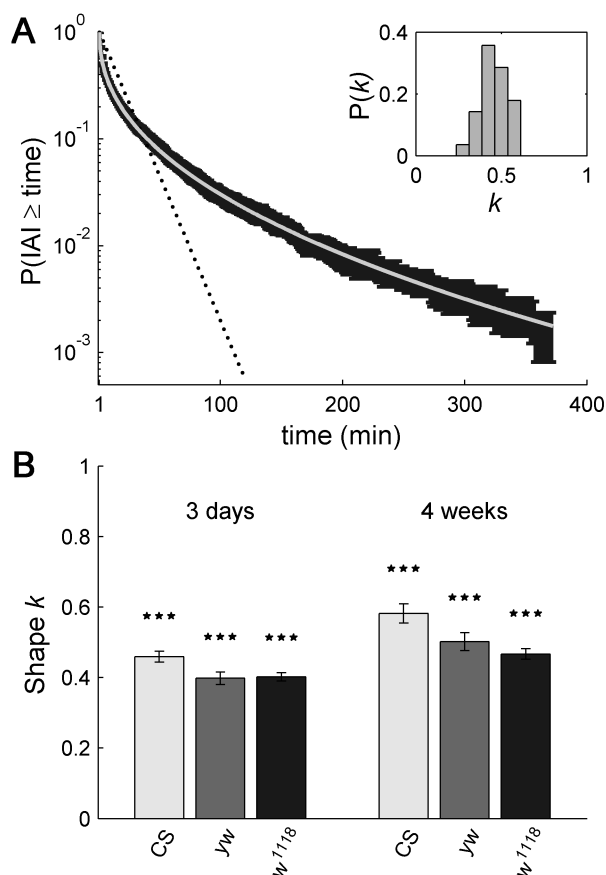 A
10⁰
10⁻¹
10⁻²
10⁻³
P(IAI ≥ time)
1
100
200
300
400
time (min)
0.4
0.2
0
P(k)
0
0.5
1
k
B
1
0.8
0.6
0.4
0.2
0
Shape k
3 days
4 weeks
★★★
★★★
★★★
★★★
★★★
★★★
CS
yw
w ¹¹¹⁸
CS
yw
w ¹¹¹⁸